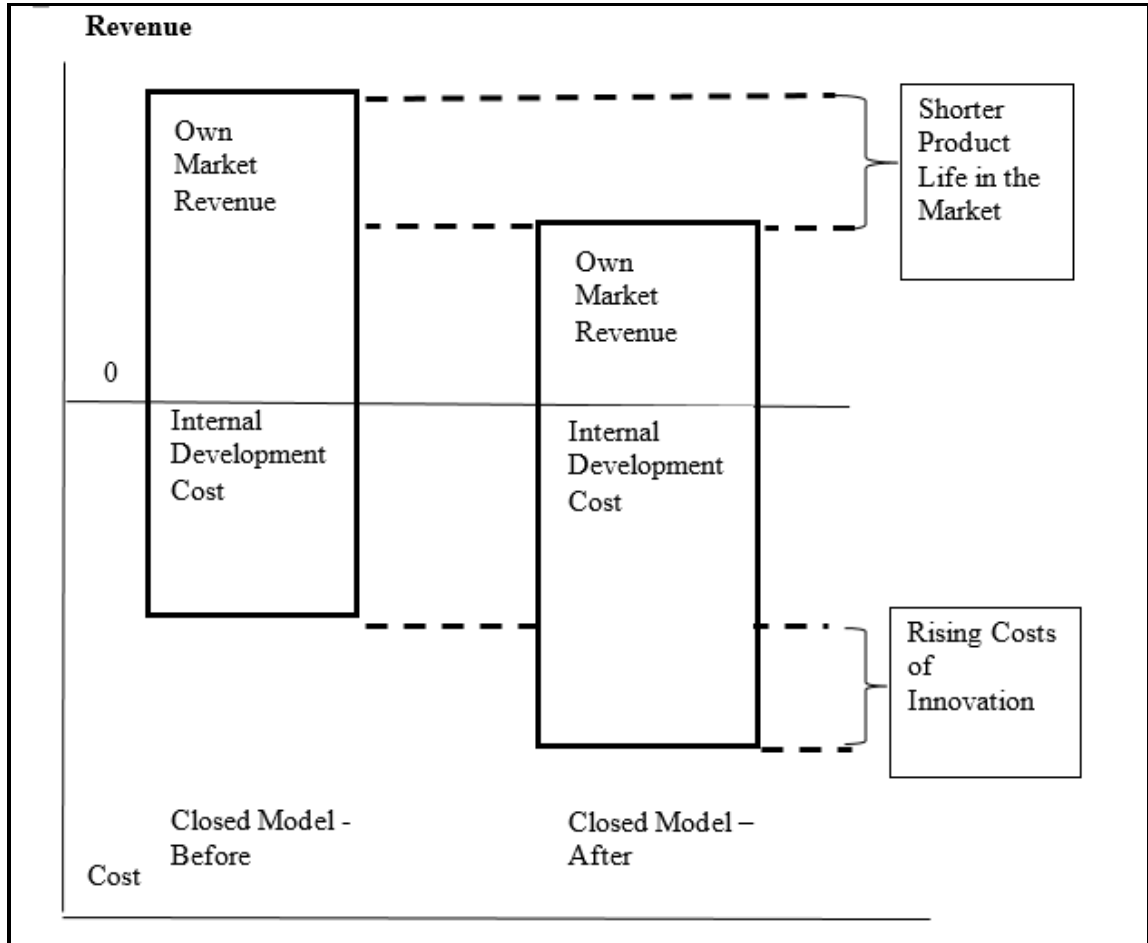 Revenue
Own
Market
Revenue
Shorter
Product
Life in the
Market
Own
Market
Revenue
0
Internal
Development
Cost
Internal
Development
Cost
Rising Costs
of
Innovation
Closed Model -
Before
Closed Model –
After
Cost